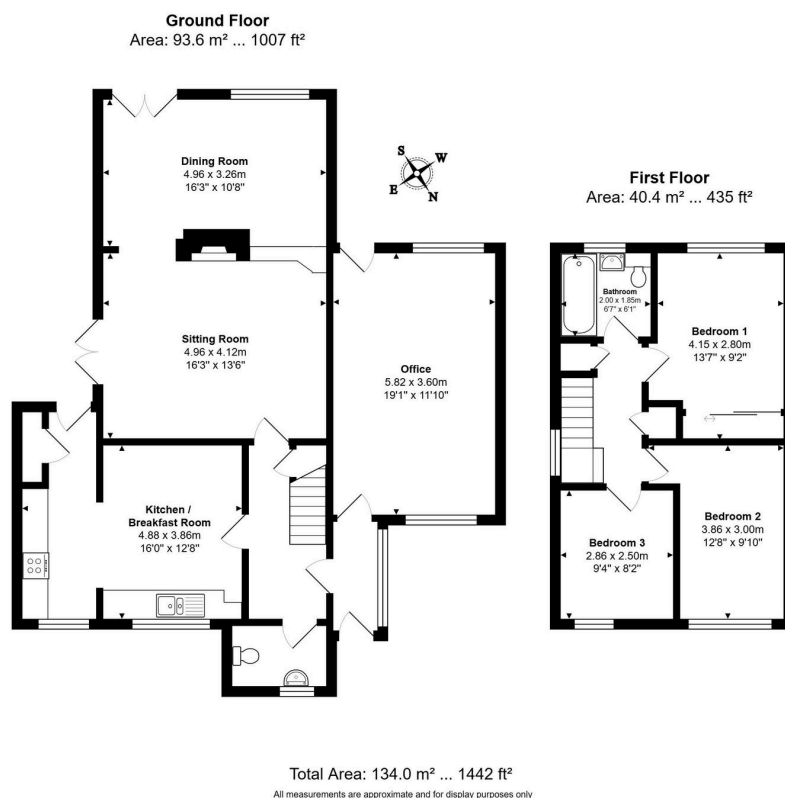 Ground Floor
Area: 93.6 m² ... 1007 ft²
Dining Room
4.96 x 3.26m
16'3" x 10'8"
S
W
E
N
First Floor
Area: 40.4 m² ... 435 ft²
Sitting Room
4.96 x 4.12m
16'3" x 13'6"
Office
5.82 x 3.60m
19'1" x 11'10"
Kitchen /
Breakfast Room
4.88 x 3.86m
16'0" x 12'8"
Bathroom
2.00 x 1.85m
6'7" x 6'1"
Bedroom 1
4.15 x 2.80m
13'7" x 9'2"
Bedroom 2
3.86 x 3.00m
12'8" x 9'10"
Bedroom 3
2.86 x 2.50m
9'4" x 8'2"
Total Area: 134.0 m² ... 1442 ft²
All measurements are approximate and for display purposes only